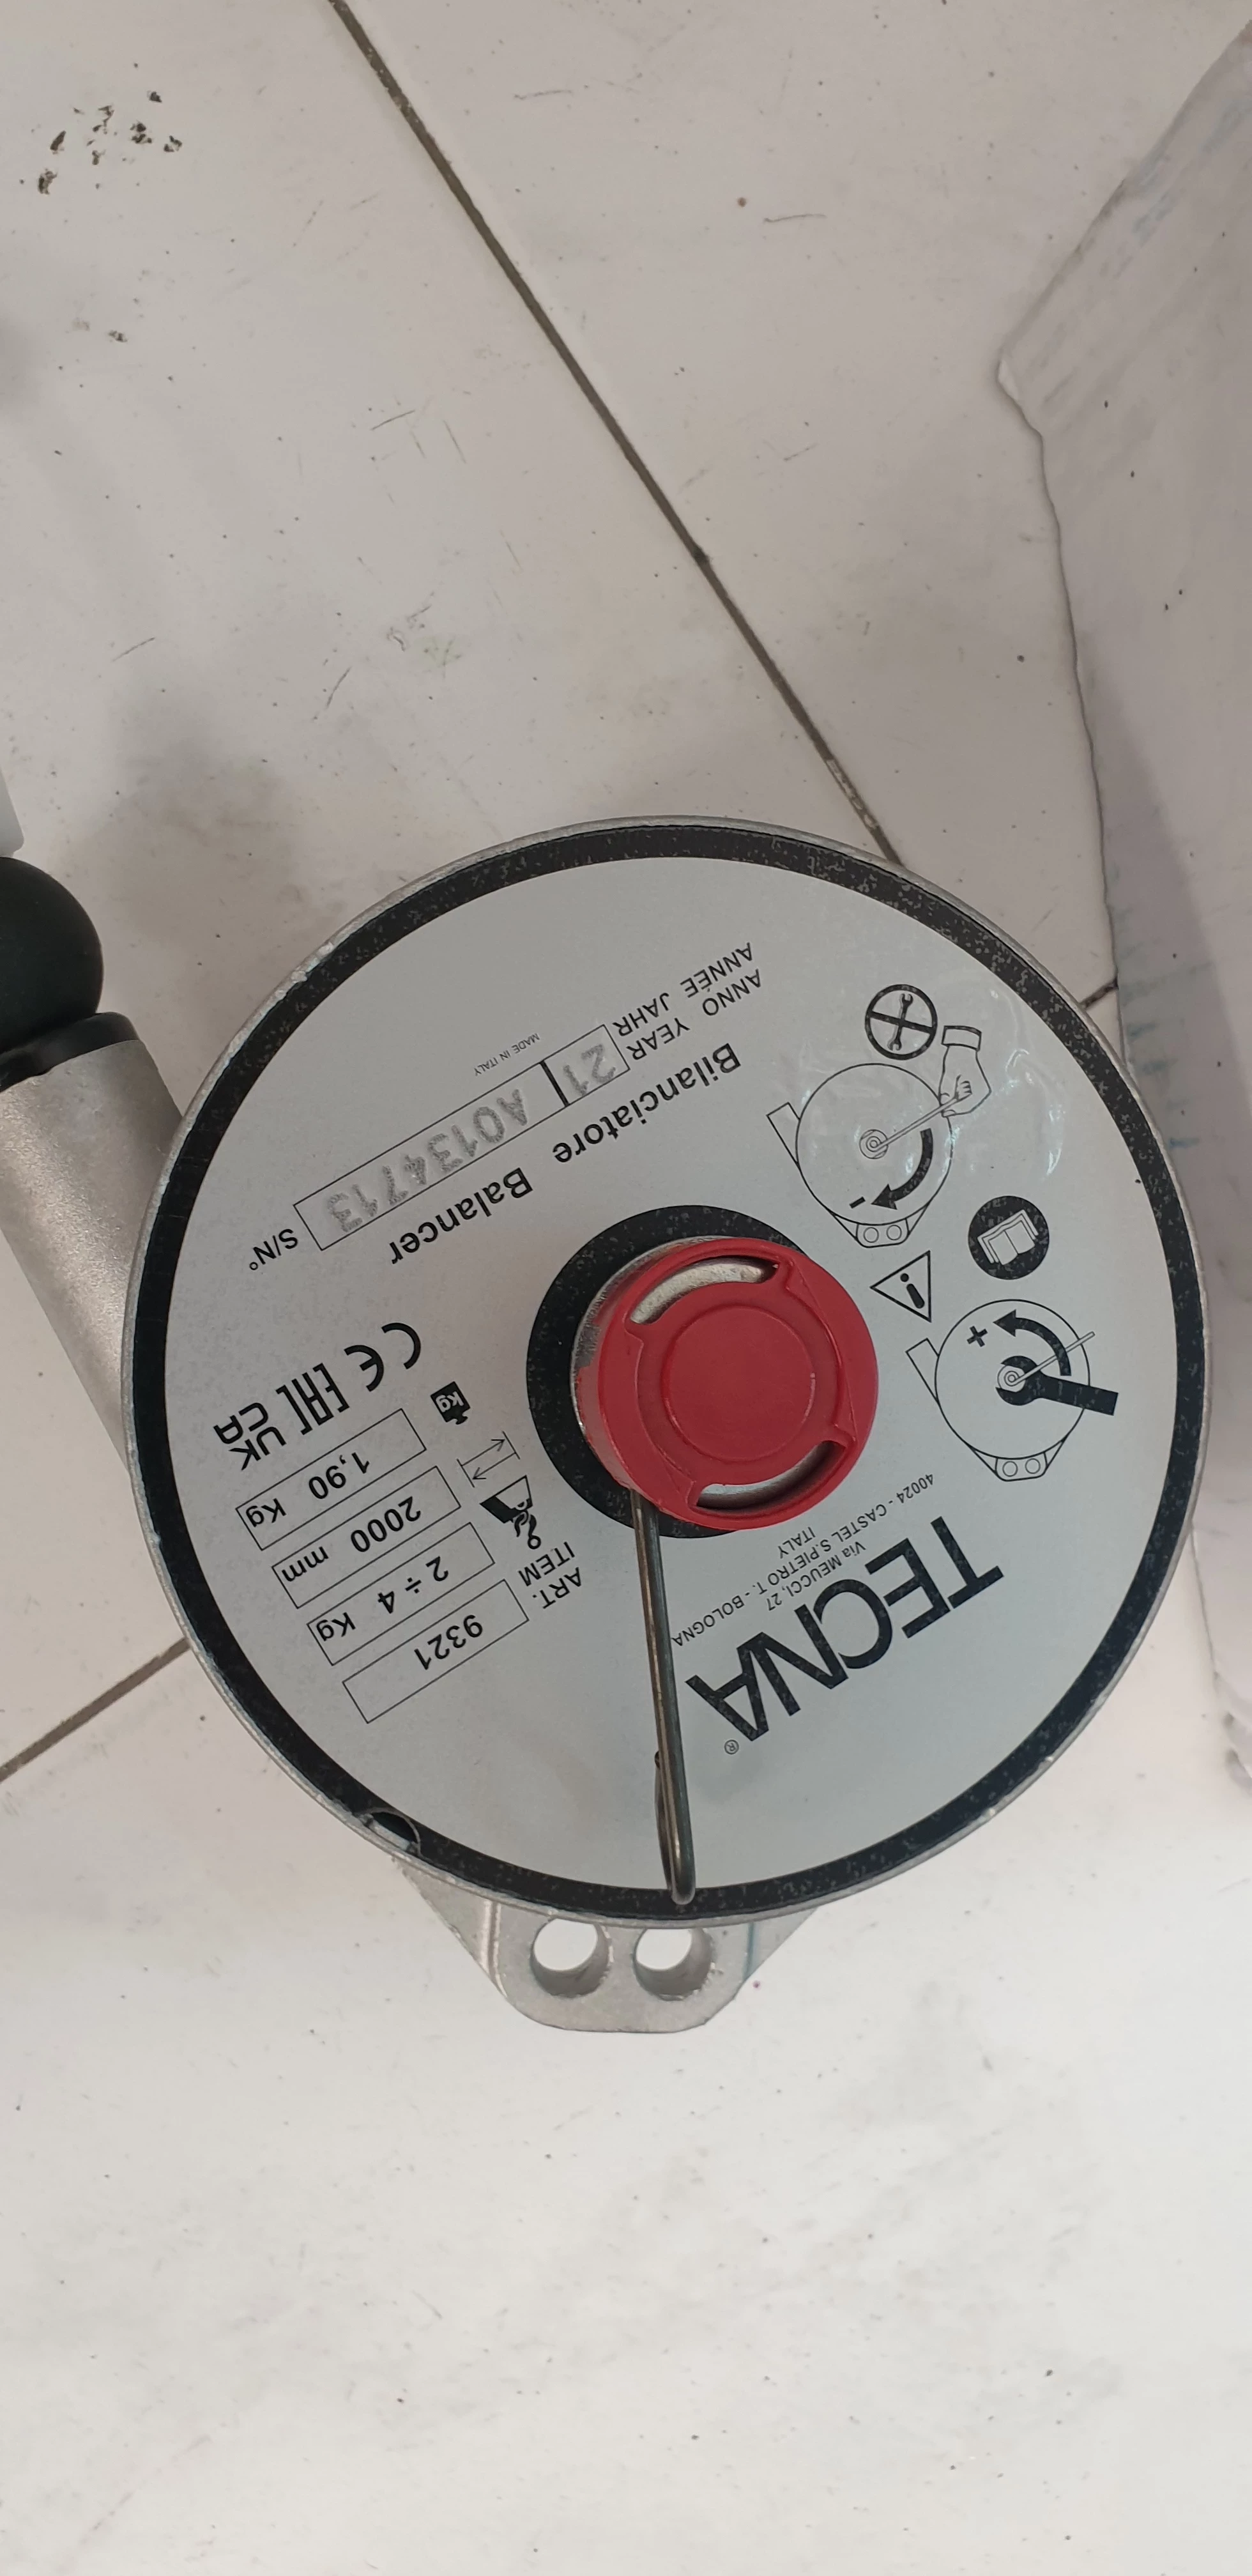 TECNA®
Via MEUCCI, 27
40024 - CASTEL S.PIETRO T. - BOLOGNA
ITALY
ART.
ITEM
9321
2 ÷ 4 Kg
2000 mm
kg
1,90 Kg
CE EAC UK
CA
+
i
-
Bilanciatore Balancer
ANNO YEAR
ANNÉE JAHR
21
A0134713
S/N°
MADE IN ITALY